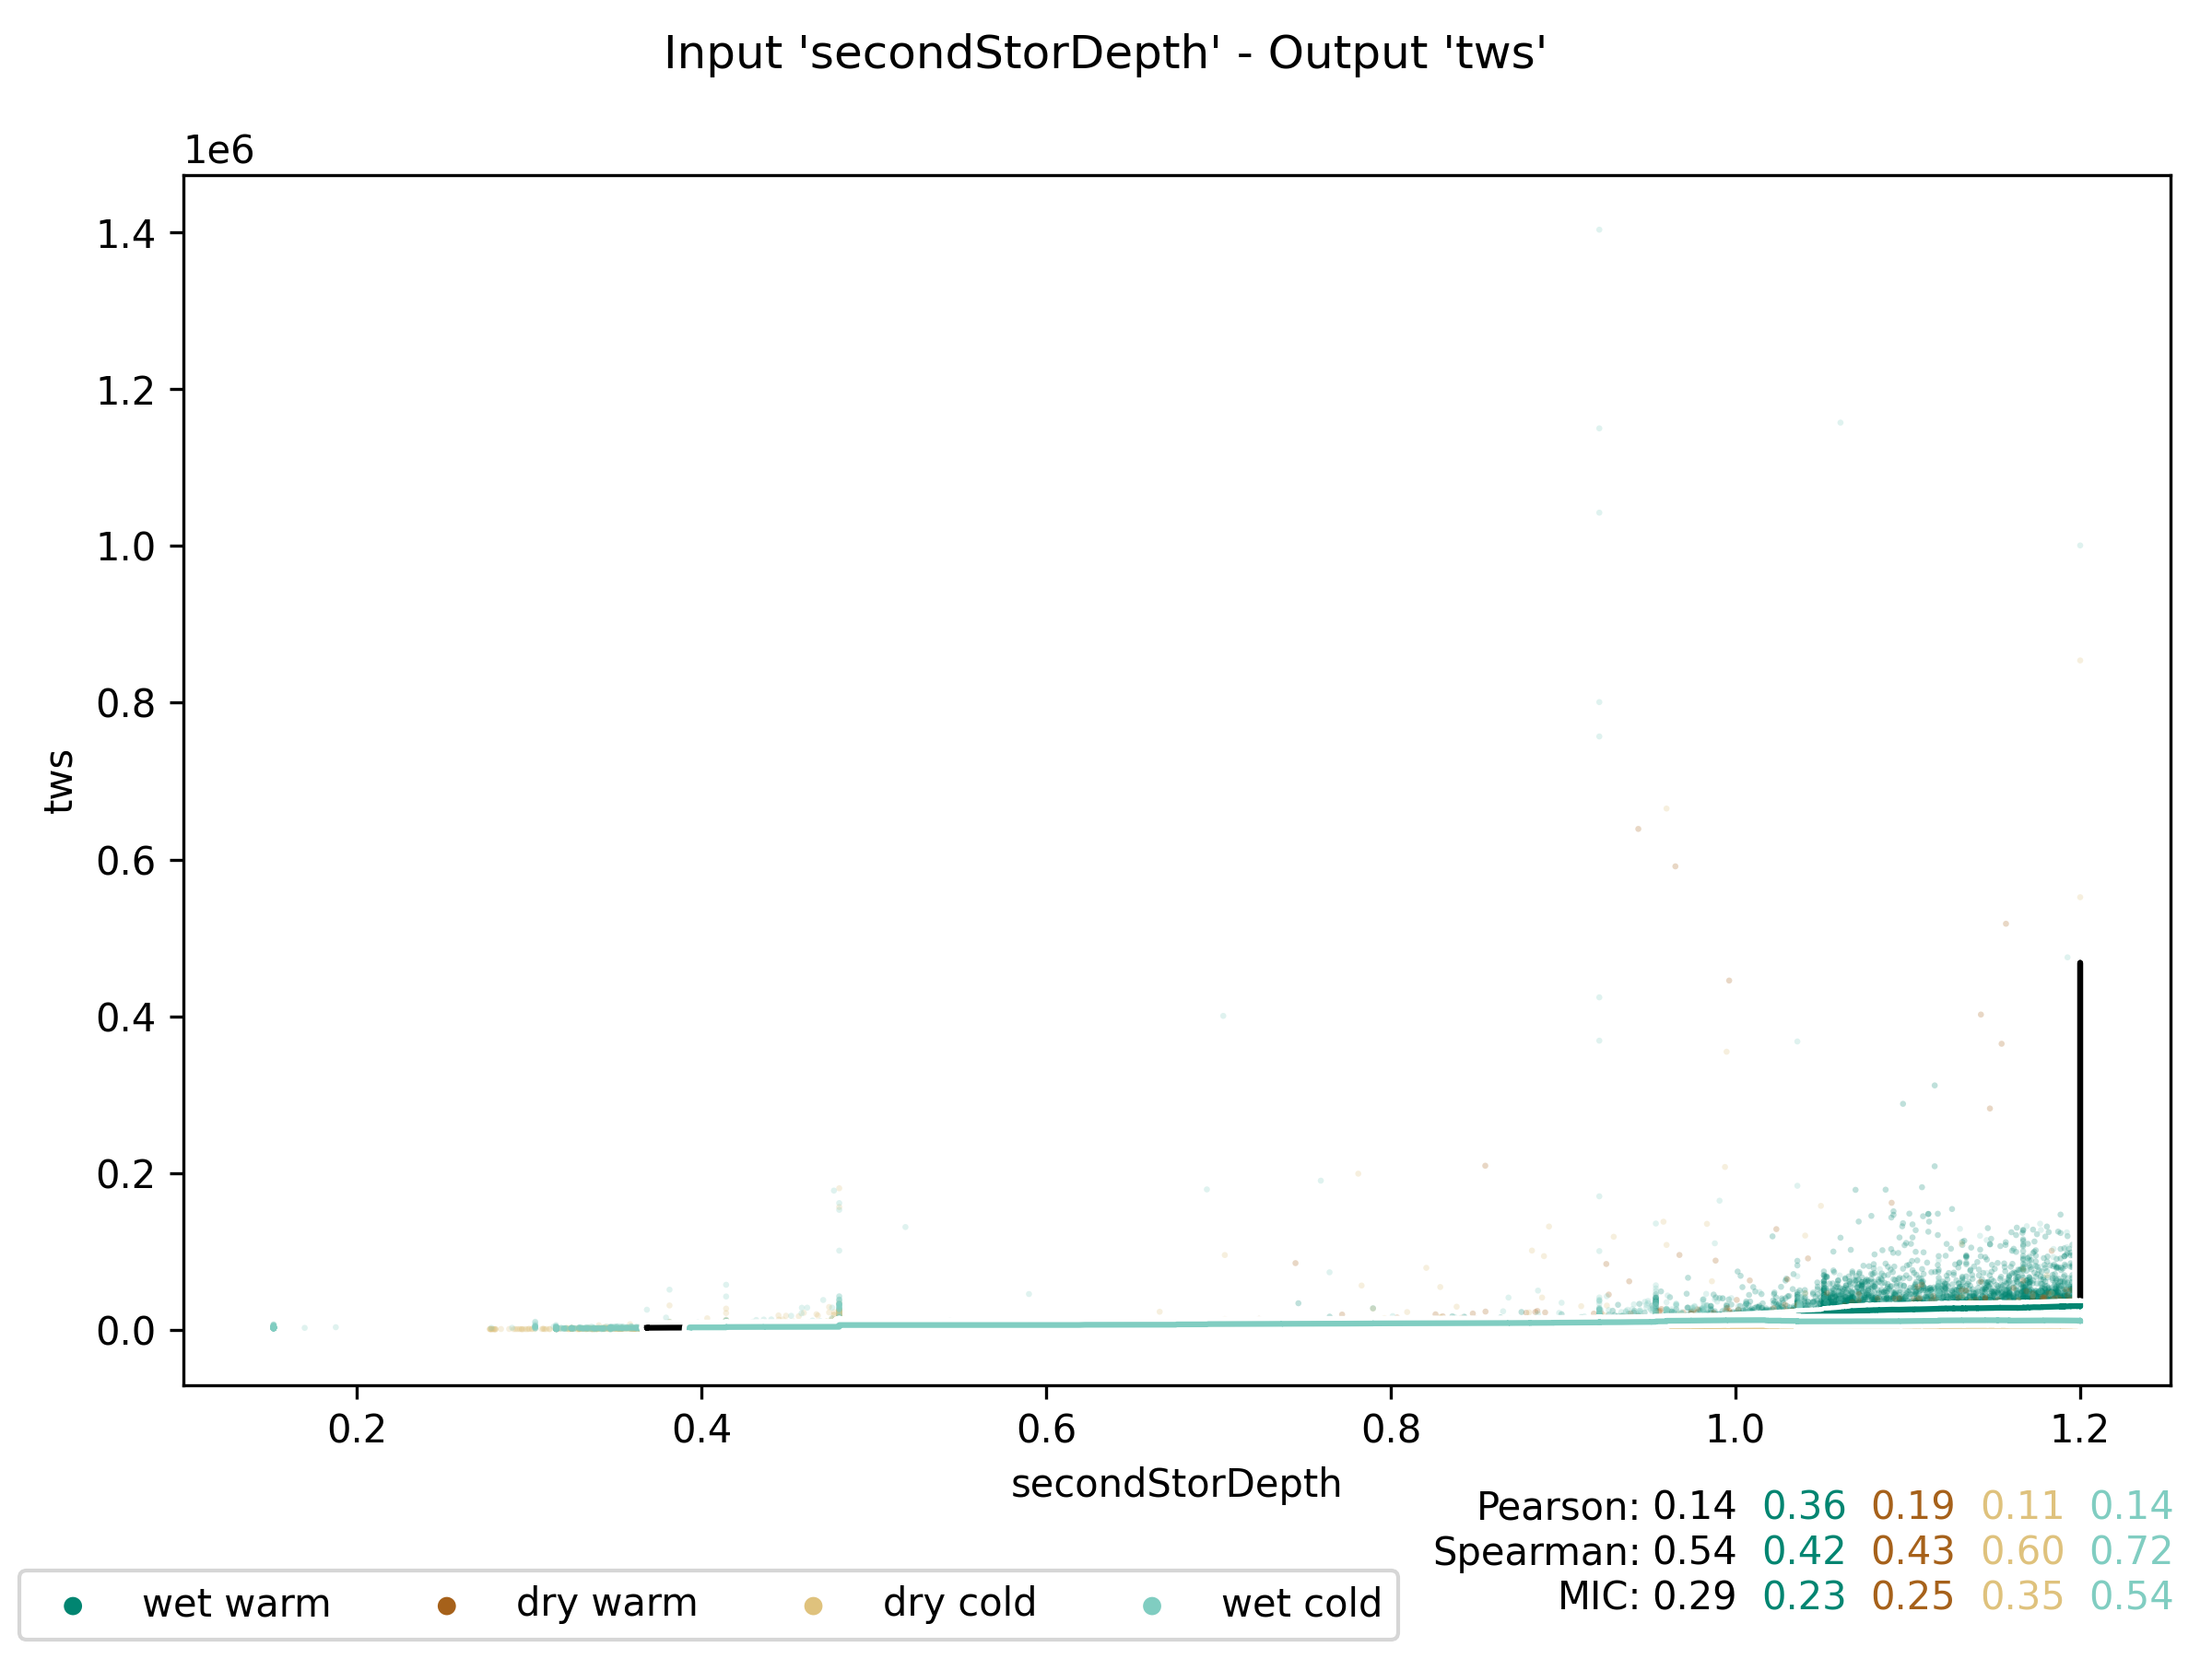 Input 'secondStorDepth' - Output 'tws'
1e6
1.4
1.2
1.0
0.8
0.6
0.4
0.2
0.0
tws
0.2 0.4 0.6 0.8 1.0 1.2
secondStorDepth
Pearson: 0.14 0.36 0.19 0.11 0.14
Spearman: 0.54 0.42 0.43 0.60 0.72
MIC: 0.29 0.23 0.25 0.35 0.54
wet warm dry warm dry cold wet cold